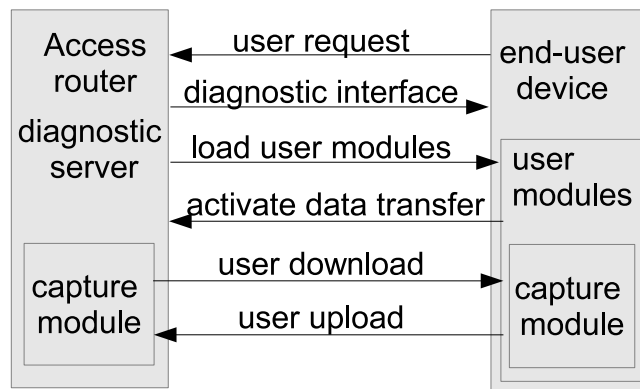 Access
router
diagnostic
server
capture
module
user request
diagnostic interface
load user modules
activate data transfer
user download
user upload
end-user
device
user
modules
capture
module